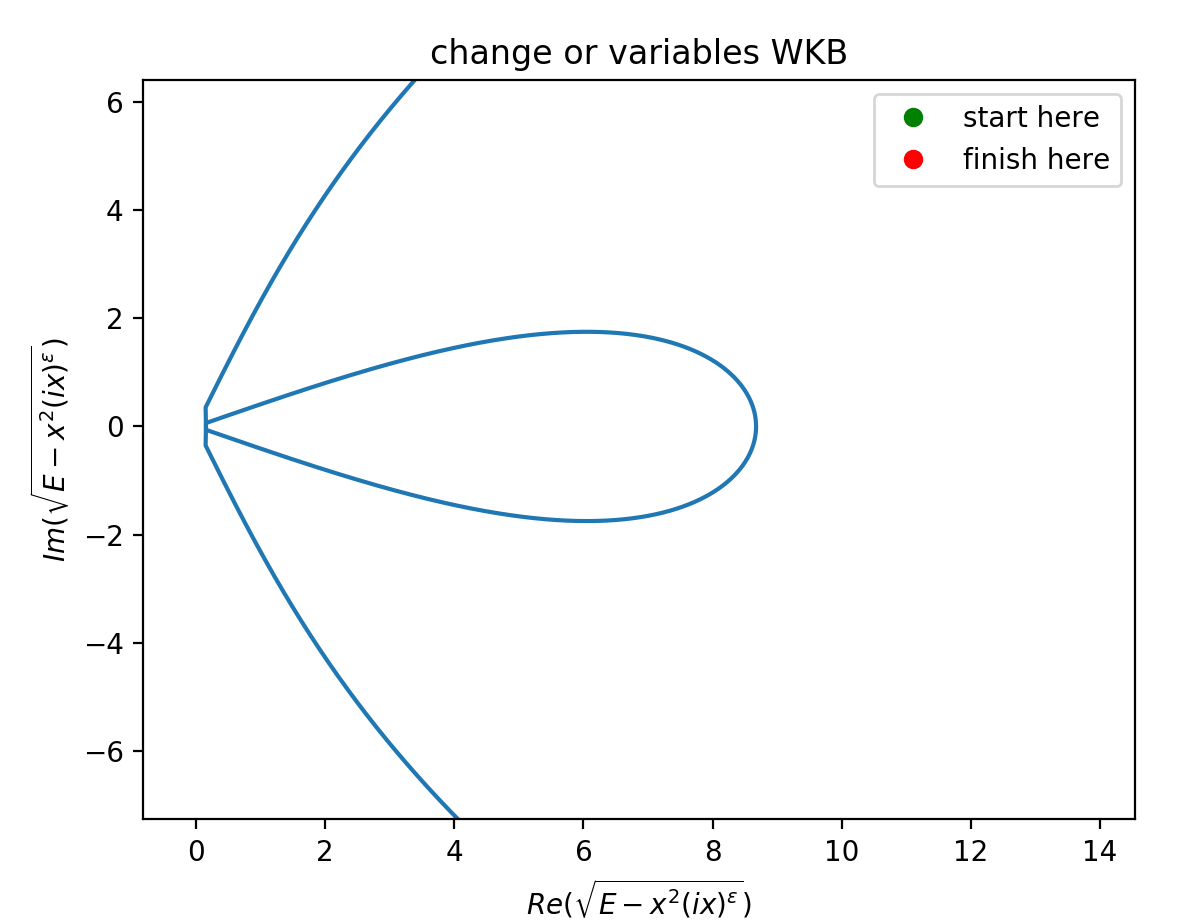 change or variables WKB
start here
finish here
6
4
2
0
−2
−4
−6
Im(√E − x²(ix)^ε)
0 2 4 6 8 10 12 14
Re(√E − x²(ix)^ε)